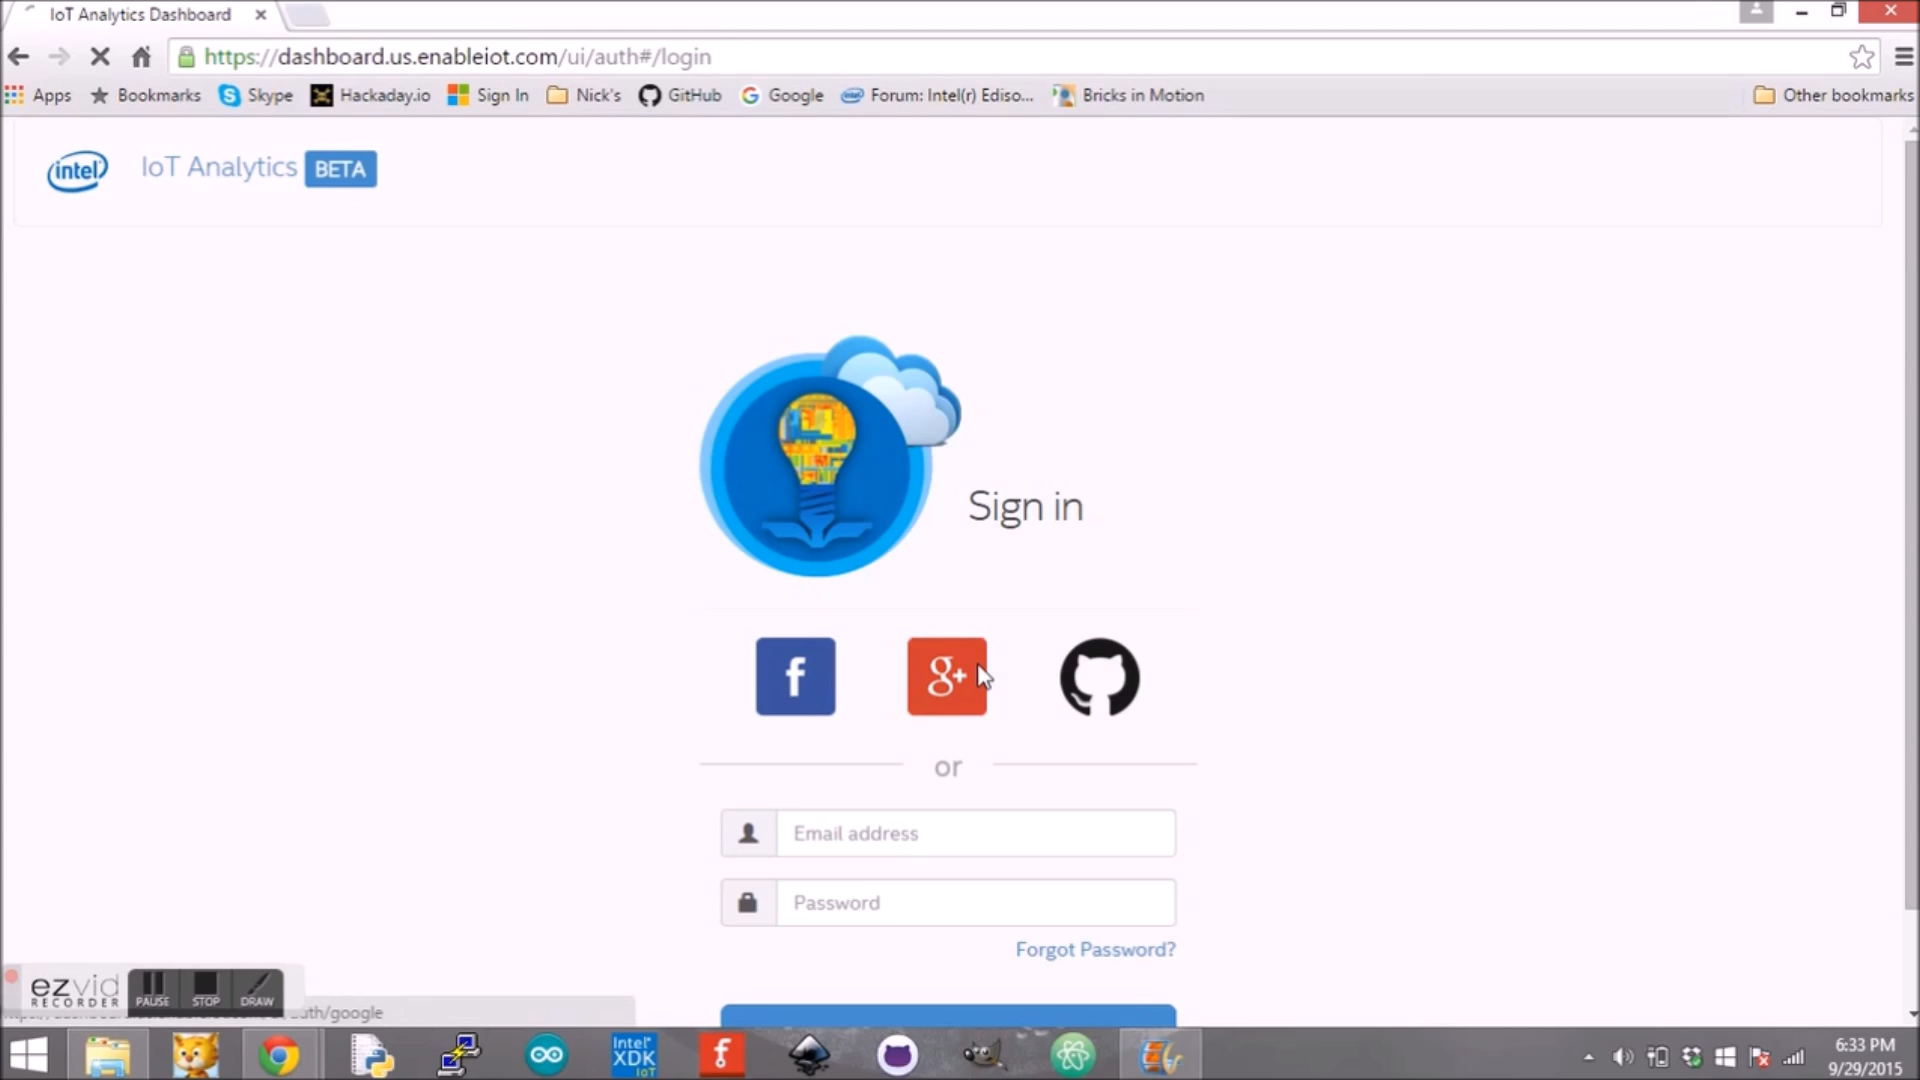 IoT Analytics Dashboard
https://dashboard.us.enableiot.com/ui/auth#/login
Apps Bookmarks Skype Hackaday.io Sign In Nick's GitHub Google Forum: Intel(r) Ediso... Bricks in Motion Other bookmarks
intel IoT Analytics BETA
Sign in
f g+
or
Email address
Password
Forgot Password?
ezvid
RECORDER PAUSE STOP DRAW
auth/google
Intel
XDK
IoT
6:33 PM
9/29/2015